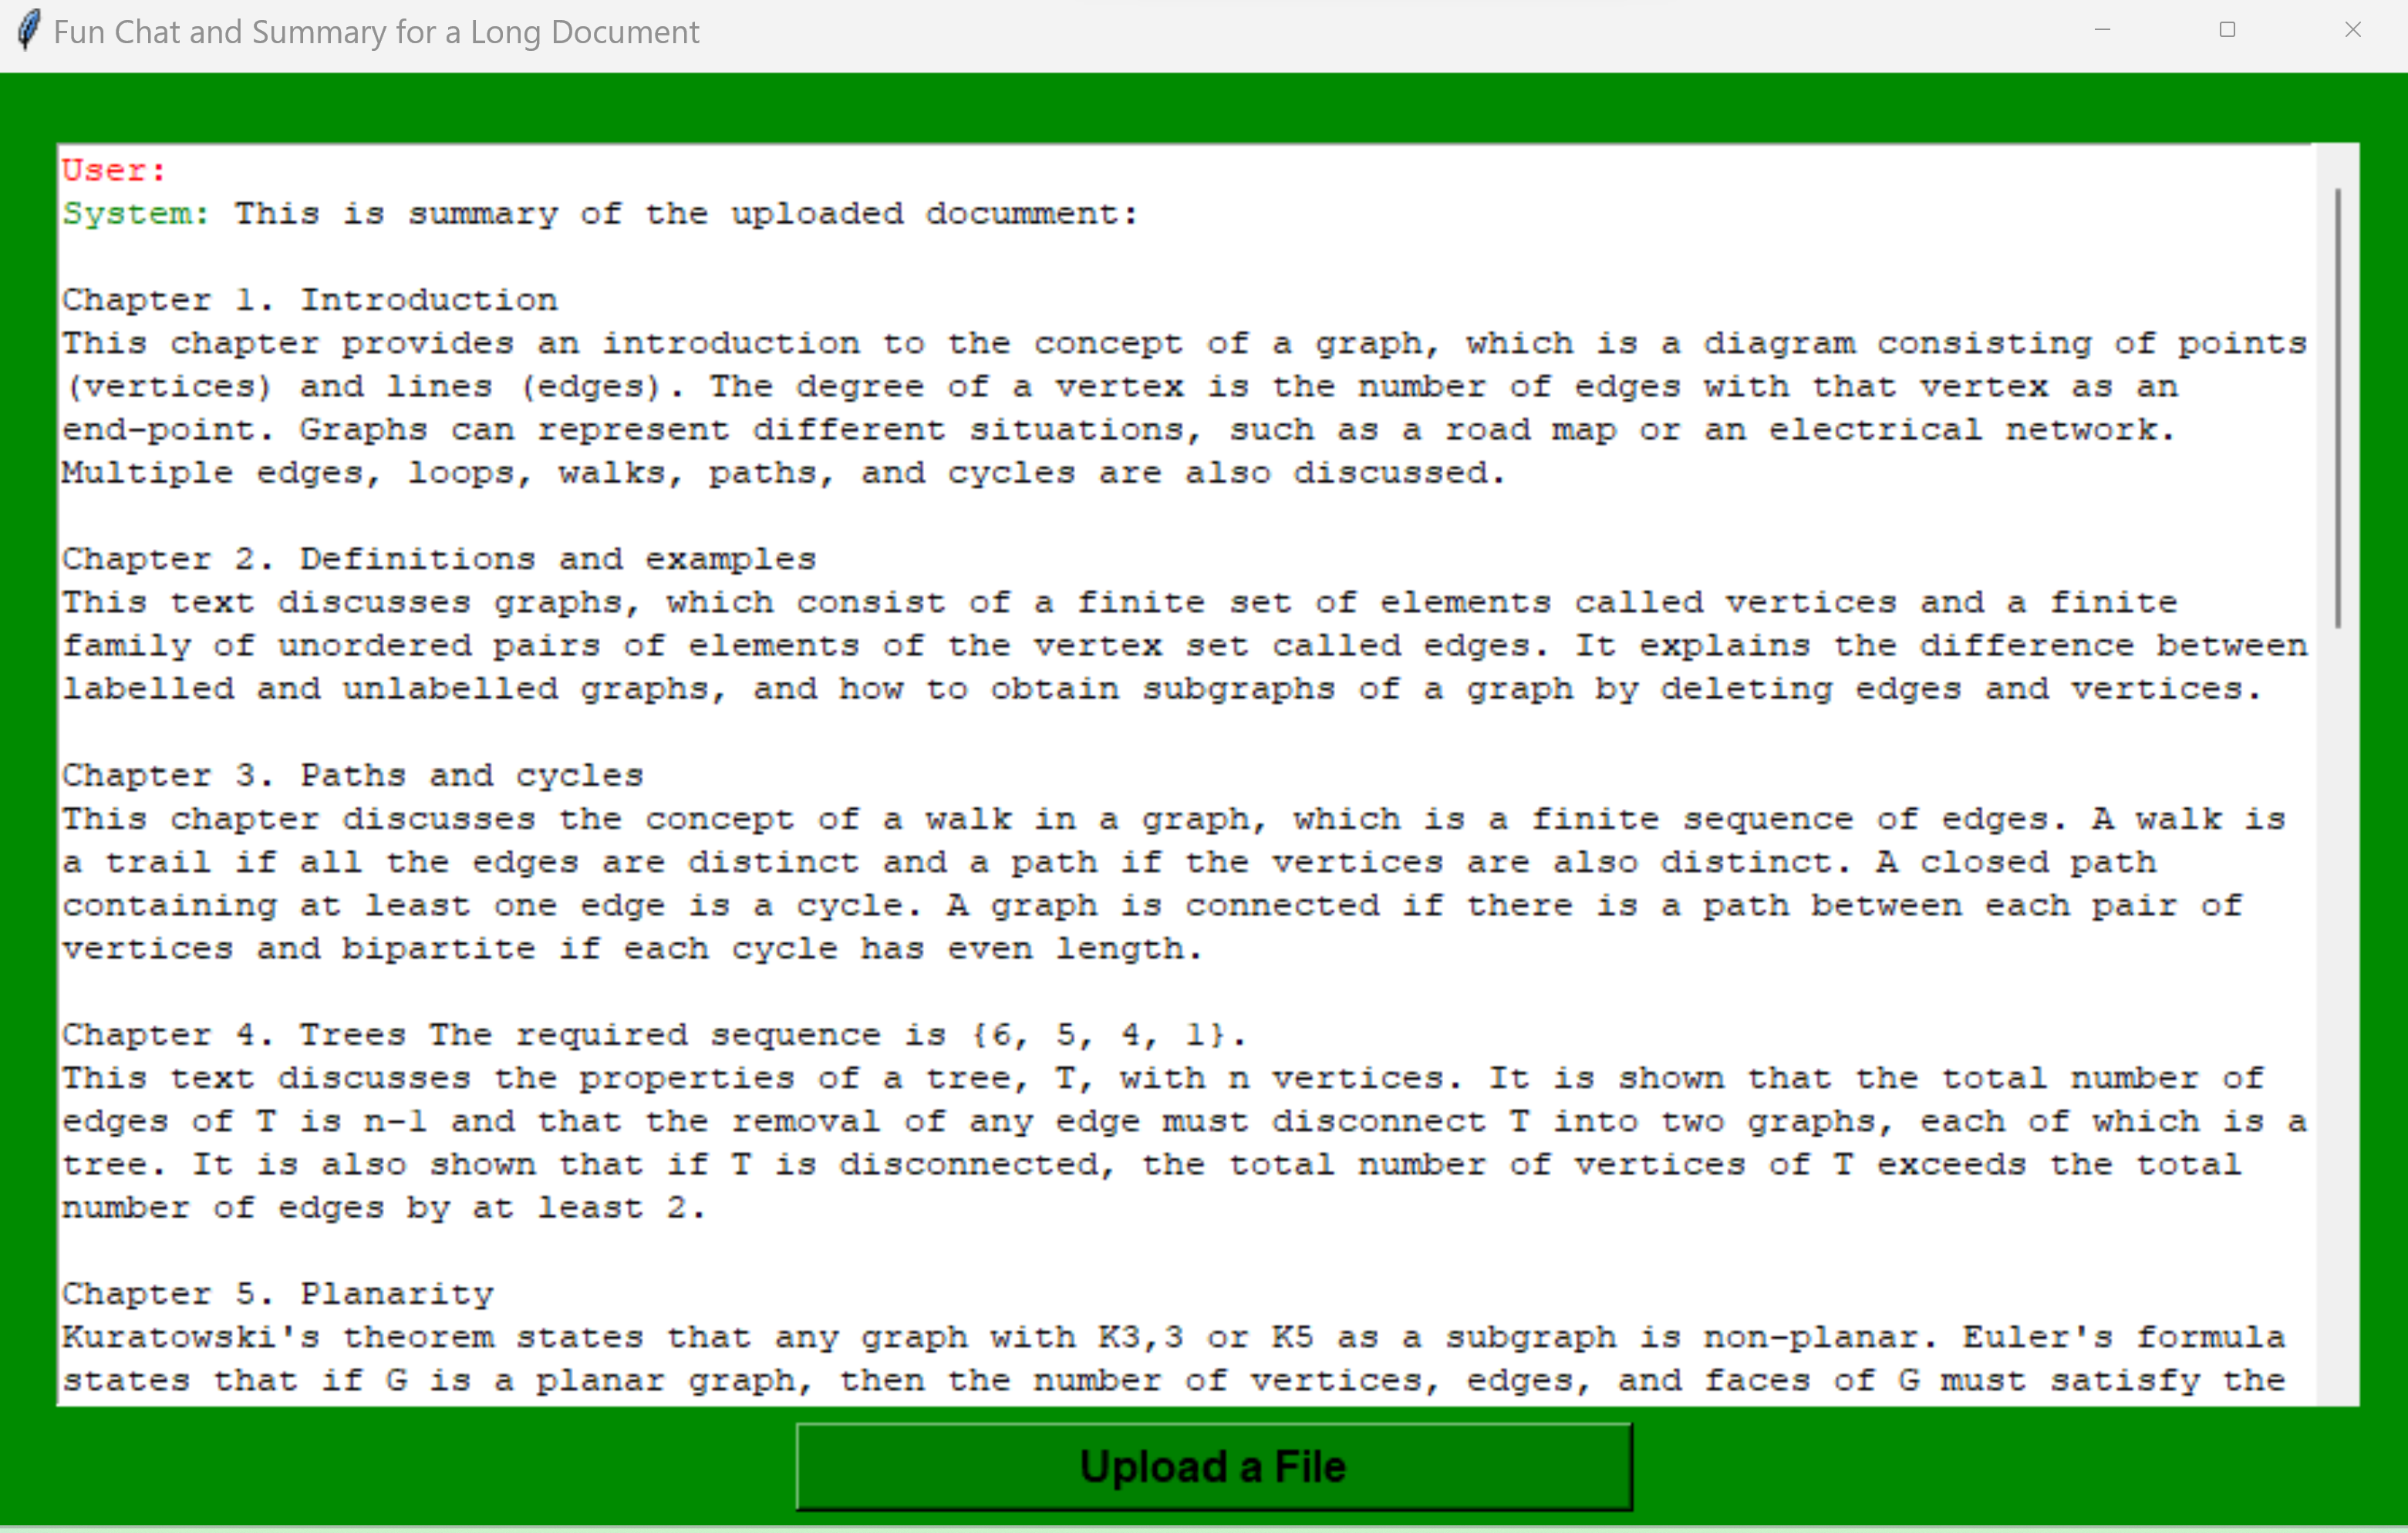 Fun Chat and Summary for a Long Document
User:
System: This is summary of the uploaded documment:
Chapter 1. Introduction
This chapter provides an introduction to the concept of a graph, which is a diagram consisting of points
(vertices) and lines (edges). The degree of a vertex is the number of edges with that vertex as an
end-point. Graphs can represent different situations, such as a road map or an electrical network.
Multiple edges, loops, walks, paths, and cycles are also discussed.
Chapter 2. Definitions and examples
This text discusses graphs, which consist of a finite set of elements called vertices and a finite
family of unordered pairs of elements of the vertex set called edges. It explains the difference between
labelled and unlabelled graphs, and how to obtain subgraphs of a graph by deleting edges and vertices.
Chapter 3. Paths and cycles
This chapter discusses the concept of a walk in a graph, which is a finite sequence of edges. A walk is
a trail if all the edges are distinct and a path if the vertices are also distinct. A closed path
containing at least one edge is a cycle. A graph is connected if there is a path between each pair of
vertices and bipartite if each cycle has even length.
Chapter 4. Trees The required sequence is {6, 5, 4, 1}.
This text discusses the properties of a tree, T, with n vertices. It is shown that the total number of
edges of T is n-1 and that the removal of any edge must disconnect T into two graphs, each of which is a
tree. It is also shown that if T is disconnected, the total number of vertices of T exceeds the total
number of edges by at least 2.
Chapter 5. Planarity
Kuratowski's theorem states that any graph with K3,3 or K5 as a subgraph is non-planar. Euler's formula
states that if G is a planar graph, then the number of vertices, edges, and faces of G must satisfy the
Upload a File